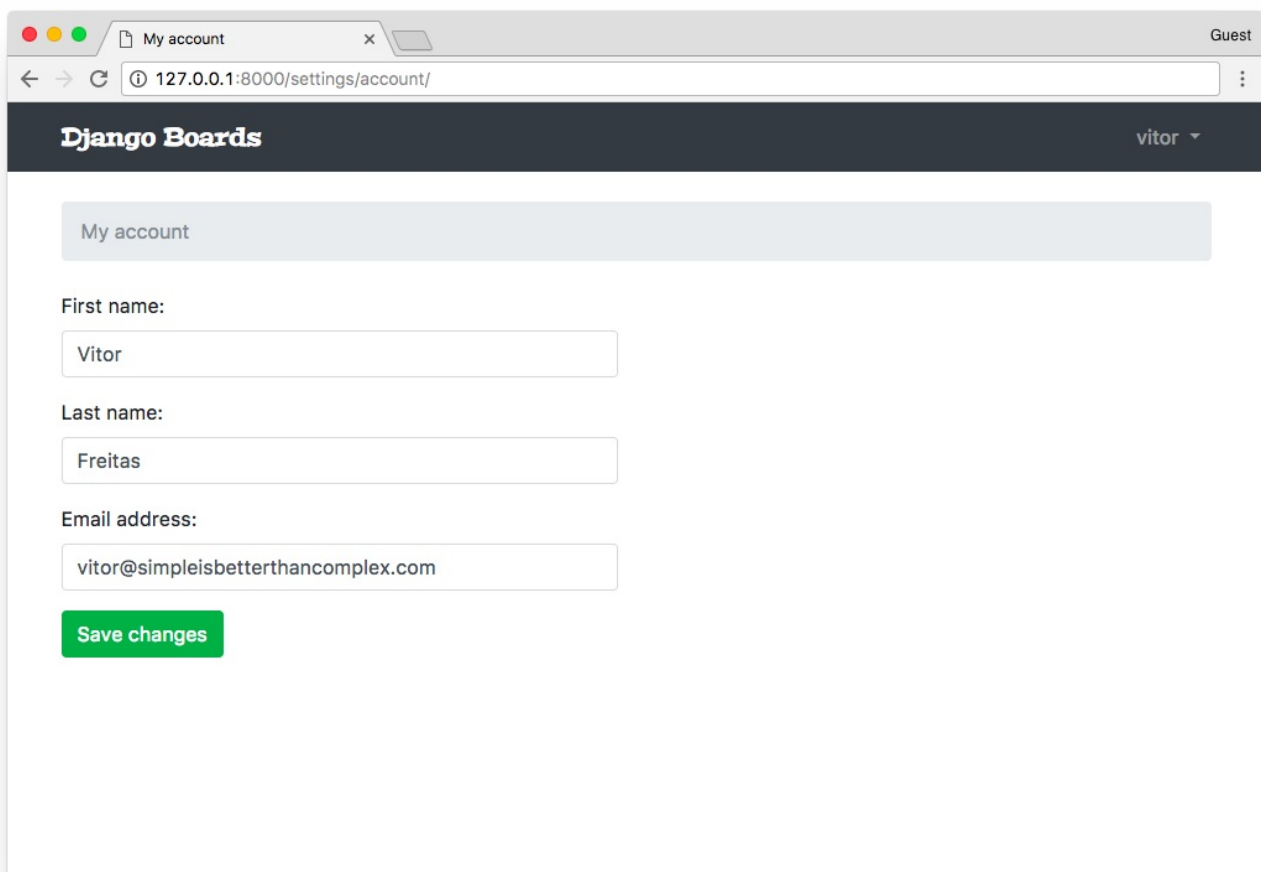 My account
Guest
127.0.0.1:8000/settings/account/
Django Boards
vitor
My account
First name:
Vitor
Last name:
Freitas
Email address:
vitor@simpleisbetterthancomplex.com
Save changes